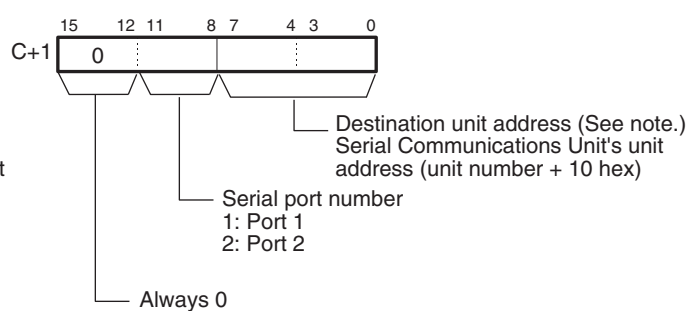 15 12 11 8 7 4 3 0
C+1 0
Destination unit address (See note.)
Serial Communications Unit's unit
address (unit number + 10 hex)
t
Serial port number
1: Port 1
2: Port 2
Always 0